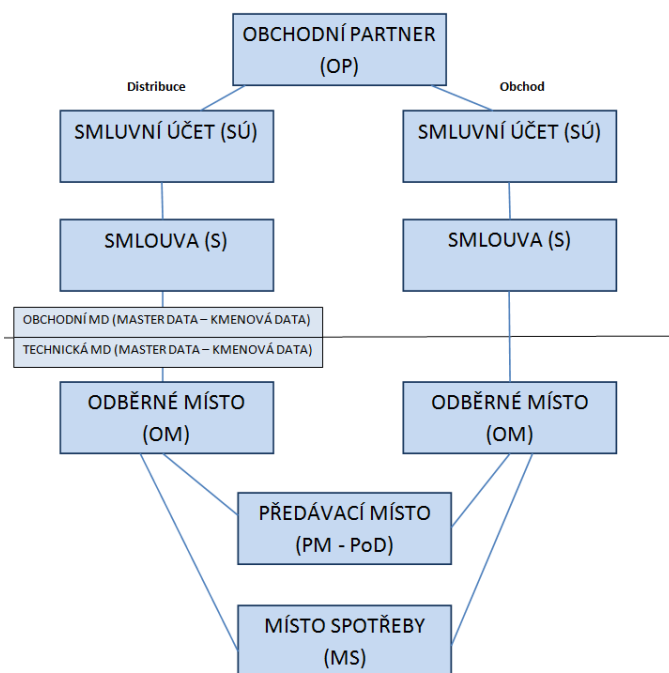 OBCHODNÍ PARTNER
(OP)
Distribuce
Obchod
SMLUVNÍ ÚČET (SÚ)
SMLUVNÍ ÚČET (SÚ)
SMLOUVA (S)
SMLOUVA (S)
OBCHODNÍ MD (MASTER DATA – KMENOVÁ DATA)
TECHNICKÁ MD (MASTER DATA – KMENOVÁ DATA)
ODBĚRNÉ MÍSTO
(OM)
ODBĚRNÉ MÍSTO
(OM)
PŘEDÁVACÍ MÍSTO
(PM - PoD)
MÍSTO SPOTŘEBY
(MS)